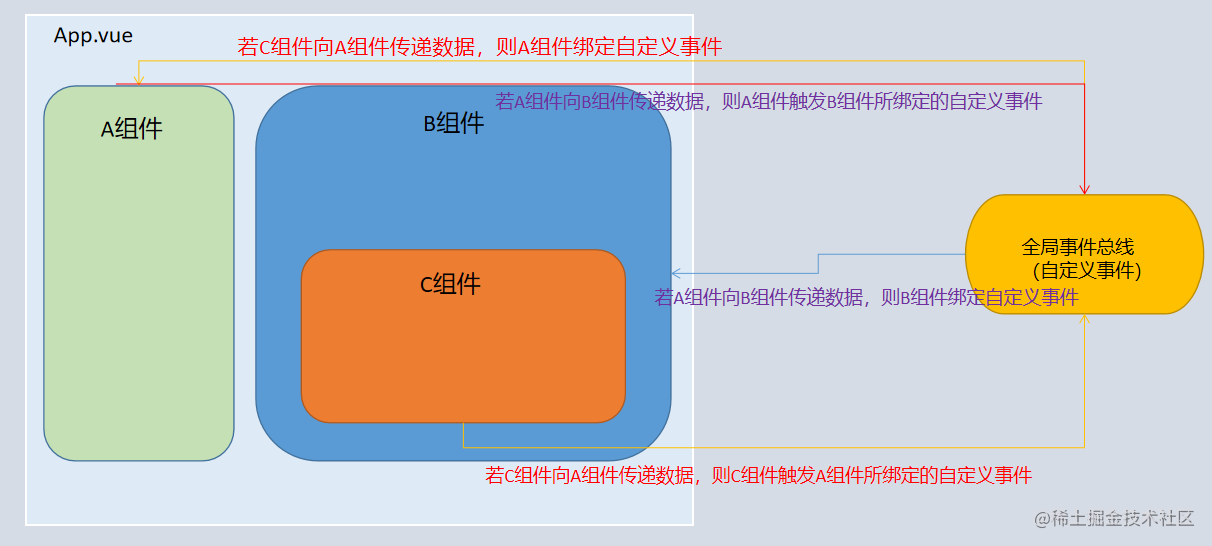 App.vue
若C组件向A组件传递数据，则A组件绑定自定义事件
若A组件向B组件传递数据，则A组件触发B组件所绑定的自定义事件
A组件
B组件
全局事件总线
（自定义事件）
C组件
若A组件向B组件传递数据，则B组件绑定自定义事件
若C组件向A组件传递数据，则C组件触发A组件所绑定的自定义事件
@稀土掘金技术社区